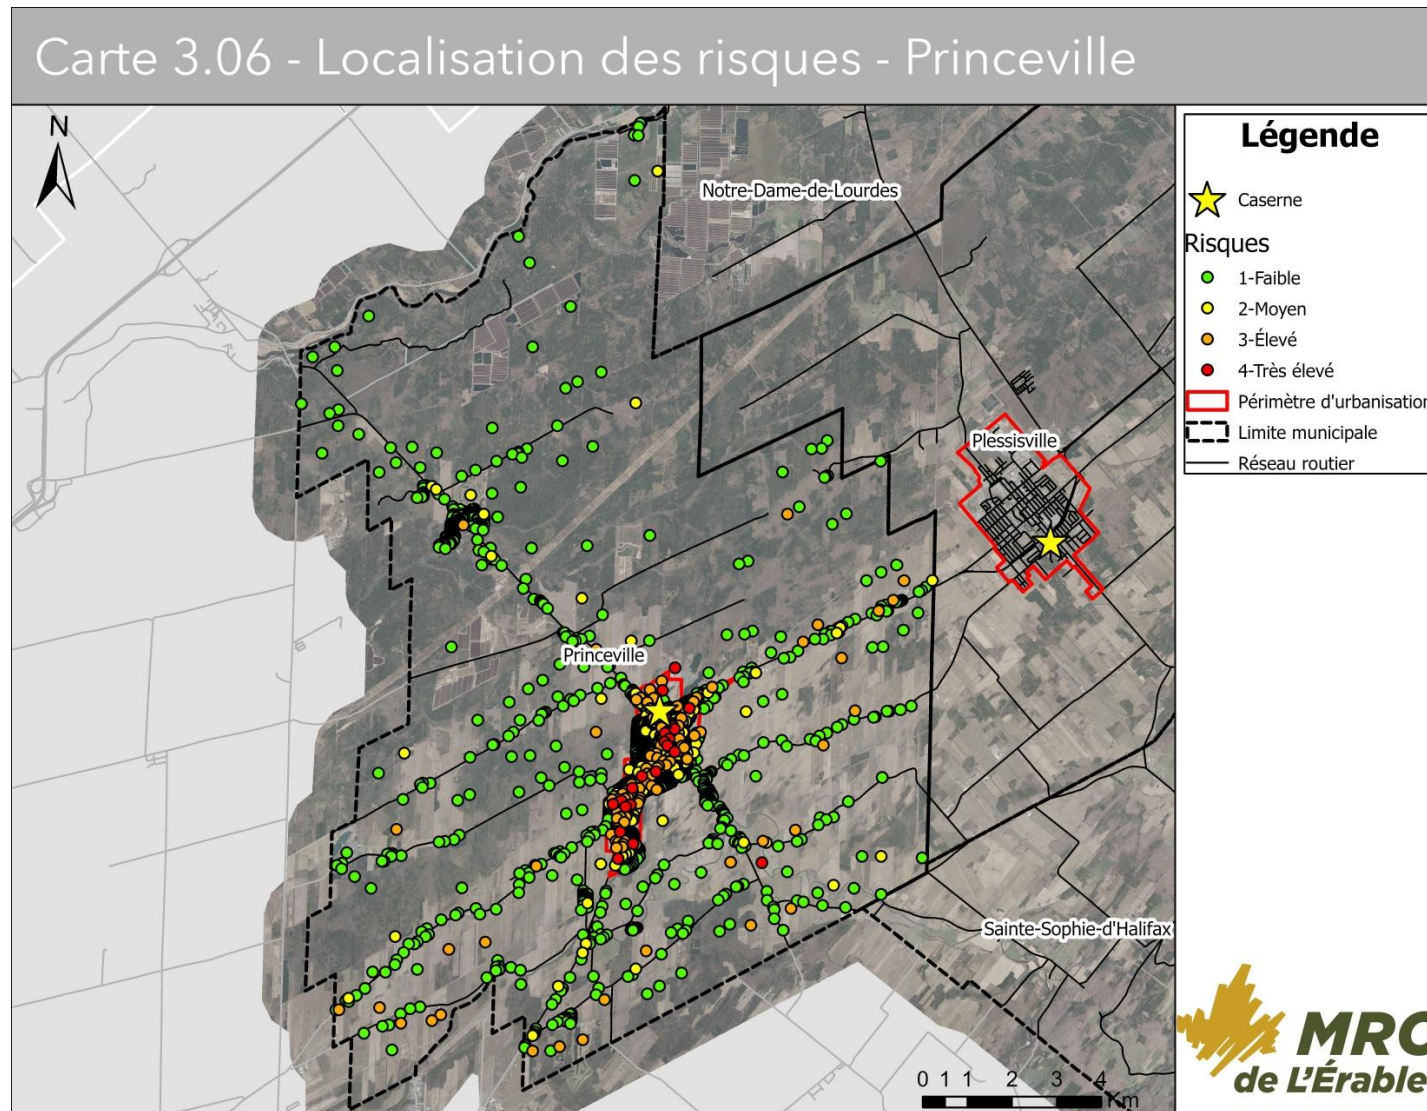 Carte 3.06 - Localisation des risques - Princeville
N
Notre-Dame-de-Lourdes
Plessisville
Princeville
Sainte-Sophie-d'Halifax
0 1 1 2 3 4
Km
Légende
Caserne
Risques
1-Faible
2-Moyen
3-Élevé
4-Très élevé
Périmètre d'urbanisation
Limite municipale
Réseau routier
MRC
de L'Érable